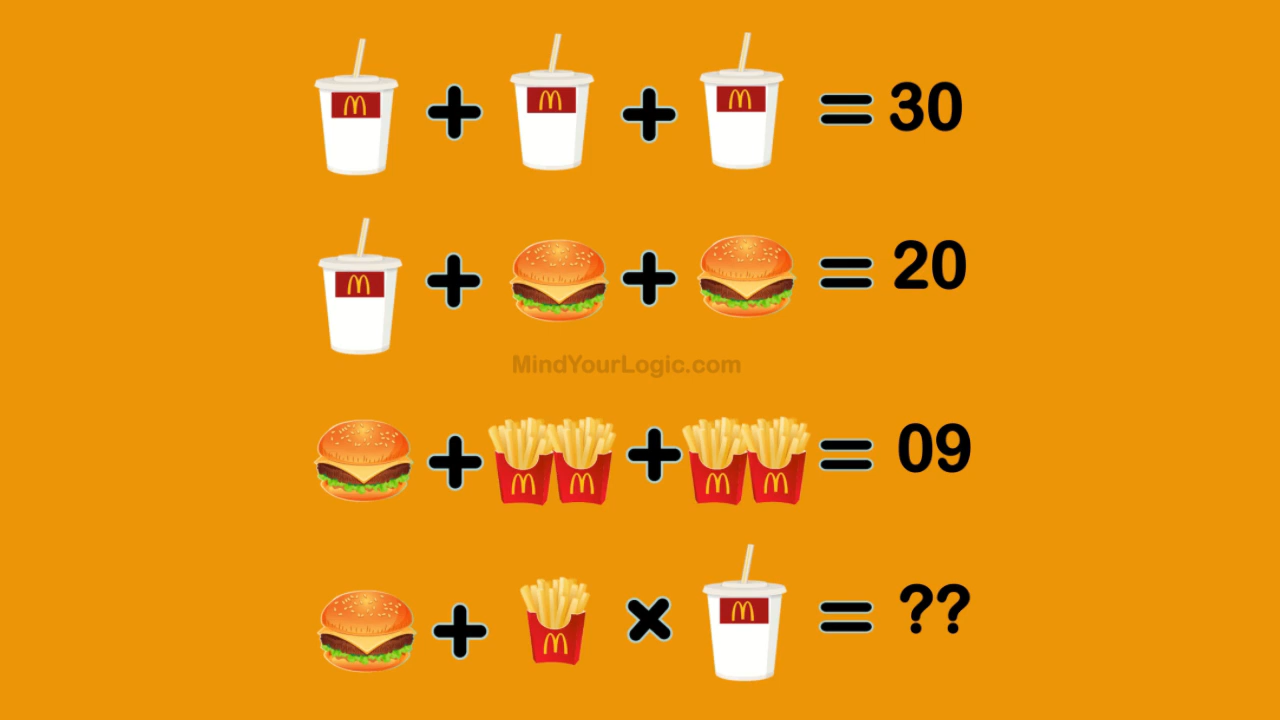 + + = 30
+ + = 20
MindYourLogic.com
+ + = 09
+ × = ??